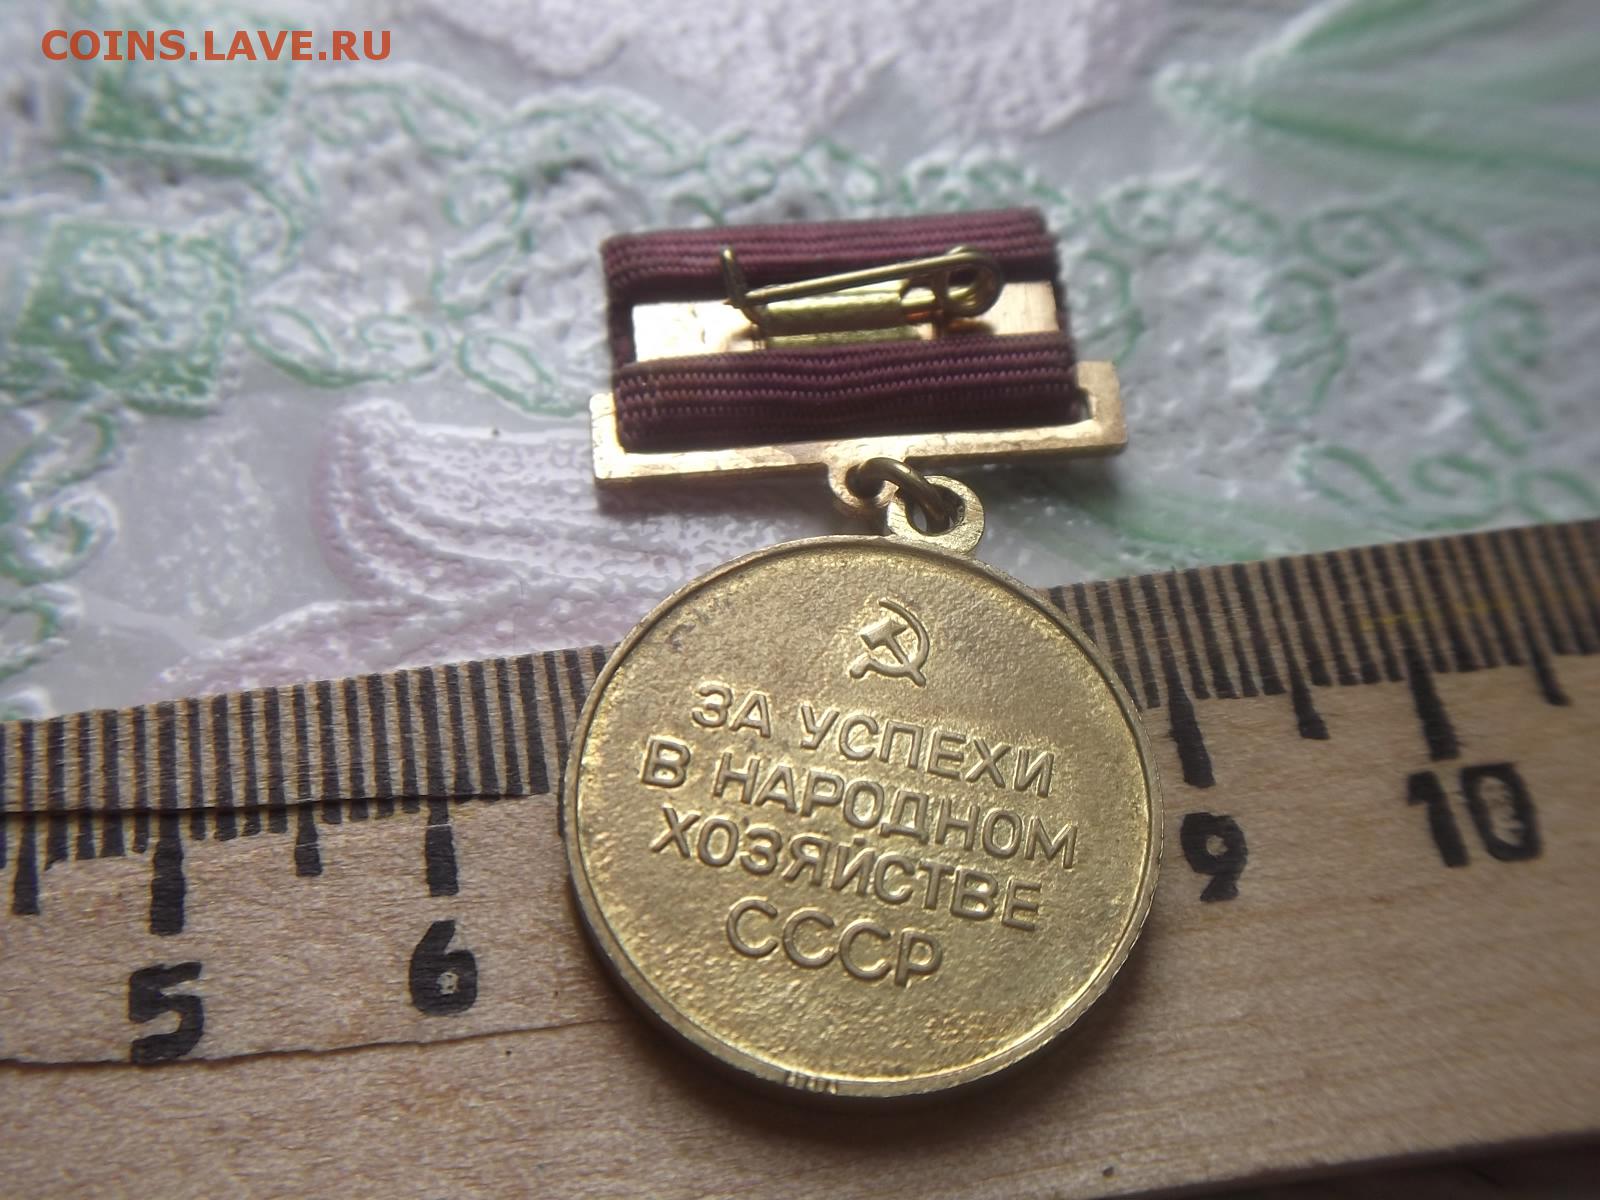 COINS.LAVE.RU
ЗА УСПЕХИ
В НАРОДНОМ
ХОЗЯЙСТВЕ
СССР
5 6 9 10